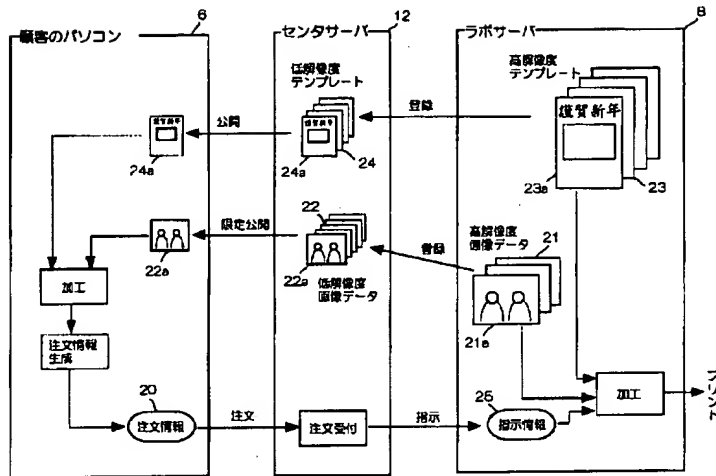 顧客のパソコン
6
センタサーバ
12
ラボサーバ
8
低解像度
テンプレート
高解像度
テンプレート
登録
公開
謹賀新年
謹賀新年
謹賀新年
24a
24a
24
23a
23
限定公開
22
22a
22a
低解像度
画像データ
登録
高解像度
画像データ
21
21a
加工
注文情報
生成
20
注文情報
注文
注文受付
指示
26
指示情報
加工
プリント